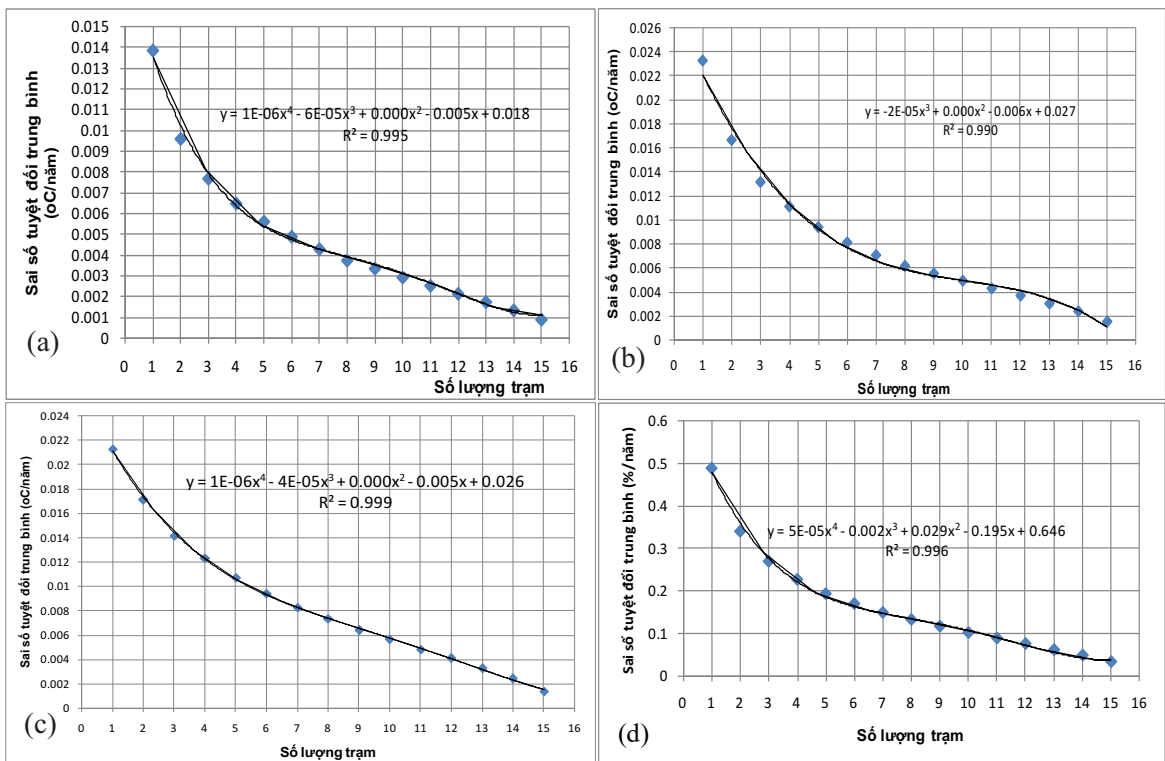 0.015
0.014
0.013
0.012
0.011
0.01
0.009
0.008
0.007
0.006
0.005
0.004
0.003
0.002
0.001
0
Sai số tuyệt đối trung bình
(oC/năm)
y = 1E-06x⁴ - 6E-05x³ + 0.000x² - 0.005x + 0.018
R² = 0.995
0 1 2 3 4 5 6 7 8 9 10 11 12 13 14 15 16
Số lượng trạm
(a)
0.026
0.024
0.022
0.02
0.018
0.016
0.014
0.012
0.01
0.008
0.006
0.004
0.002
0
Sai số tuyệt đối trung bình (oC/năm)
y = -2E-05x³ + 0.000x² - 0.006x + 0.027
R² = 0.990
0 1 2 3 4 5 6 7 8 9 10 11 12 13 14 15 16
Số lượng trạm
(b)
0.024
0.022
0.02
0.018
0.016
0.014
0.012
0.01
0.008
0.006
0.004
0.002
0
Sai số tuyệt đối trung bình (oC/năm)
y = 1E-06x⁴ - 4E-05x³ + 0.000x² - 0.005x + 0.026
R² = 0.999
0 1 2 3 4 5 6 7 8 9 10 11 12 13 14 15 16
Số lượng trạm
(c)
0.6
0.5
0.4
0.3
0.2
0.1
0
Sai số tuyệt đối trung bình (%/năm)
y = 5E-05x⁴ - 0.002x³ + 0.029x² - 0.195x + 0.646
R² = 0.996
0 1 2 3 4 5 6 7 8 9 10 11 12 13 14 15 16
Số lượng trạm
(d)